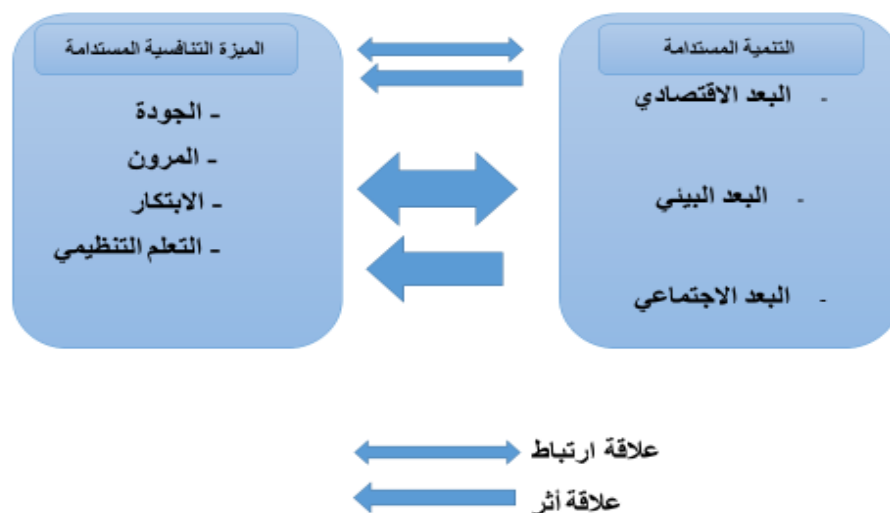 التنمية المستدامة
- البعد الاقتصادي
- البعد البيئي
- البعد الاجتماعي
الميزة التنافسية المستدامة
- الجودة
- المرون
- الابتكار
- التعلم التنظيمي
علاقة ارتباط
علاقة أثر